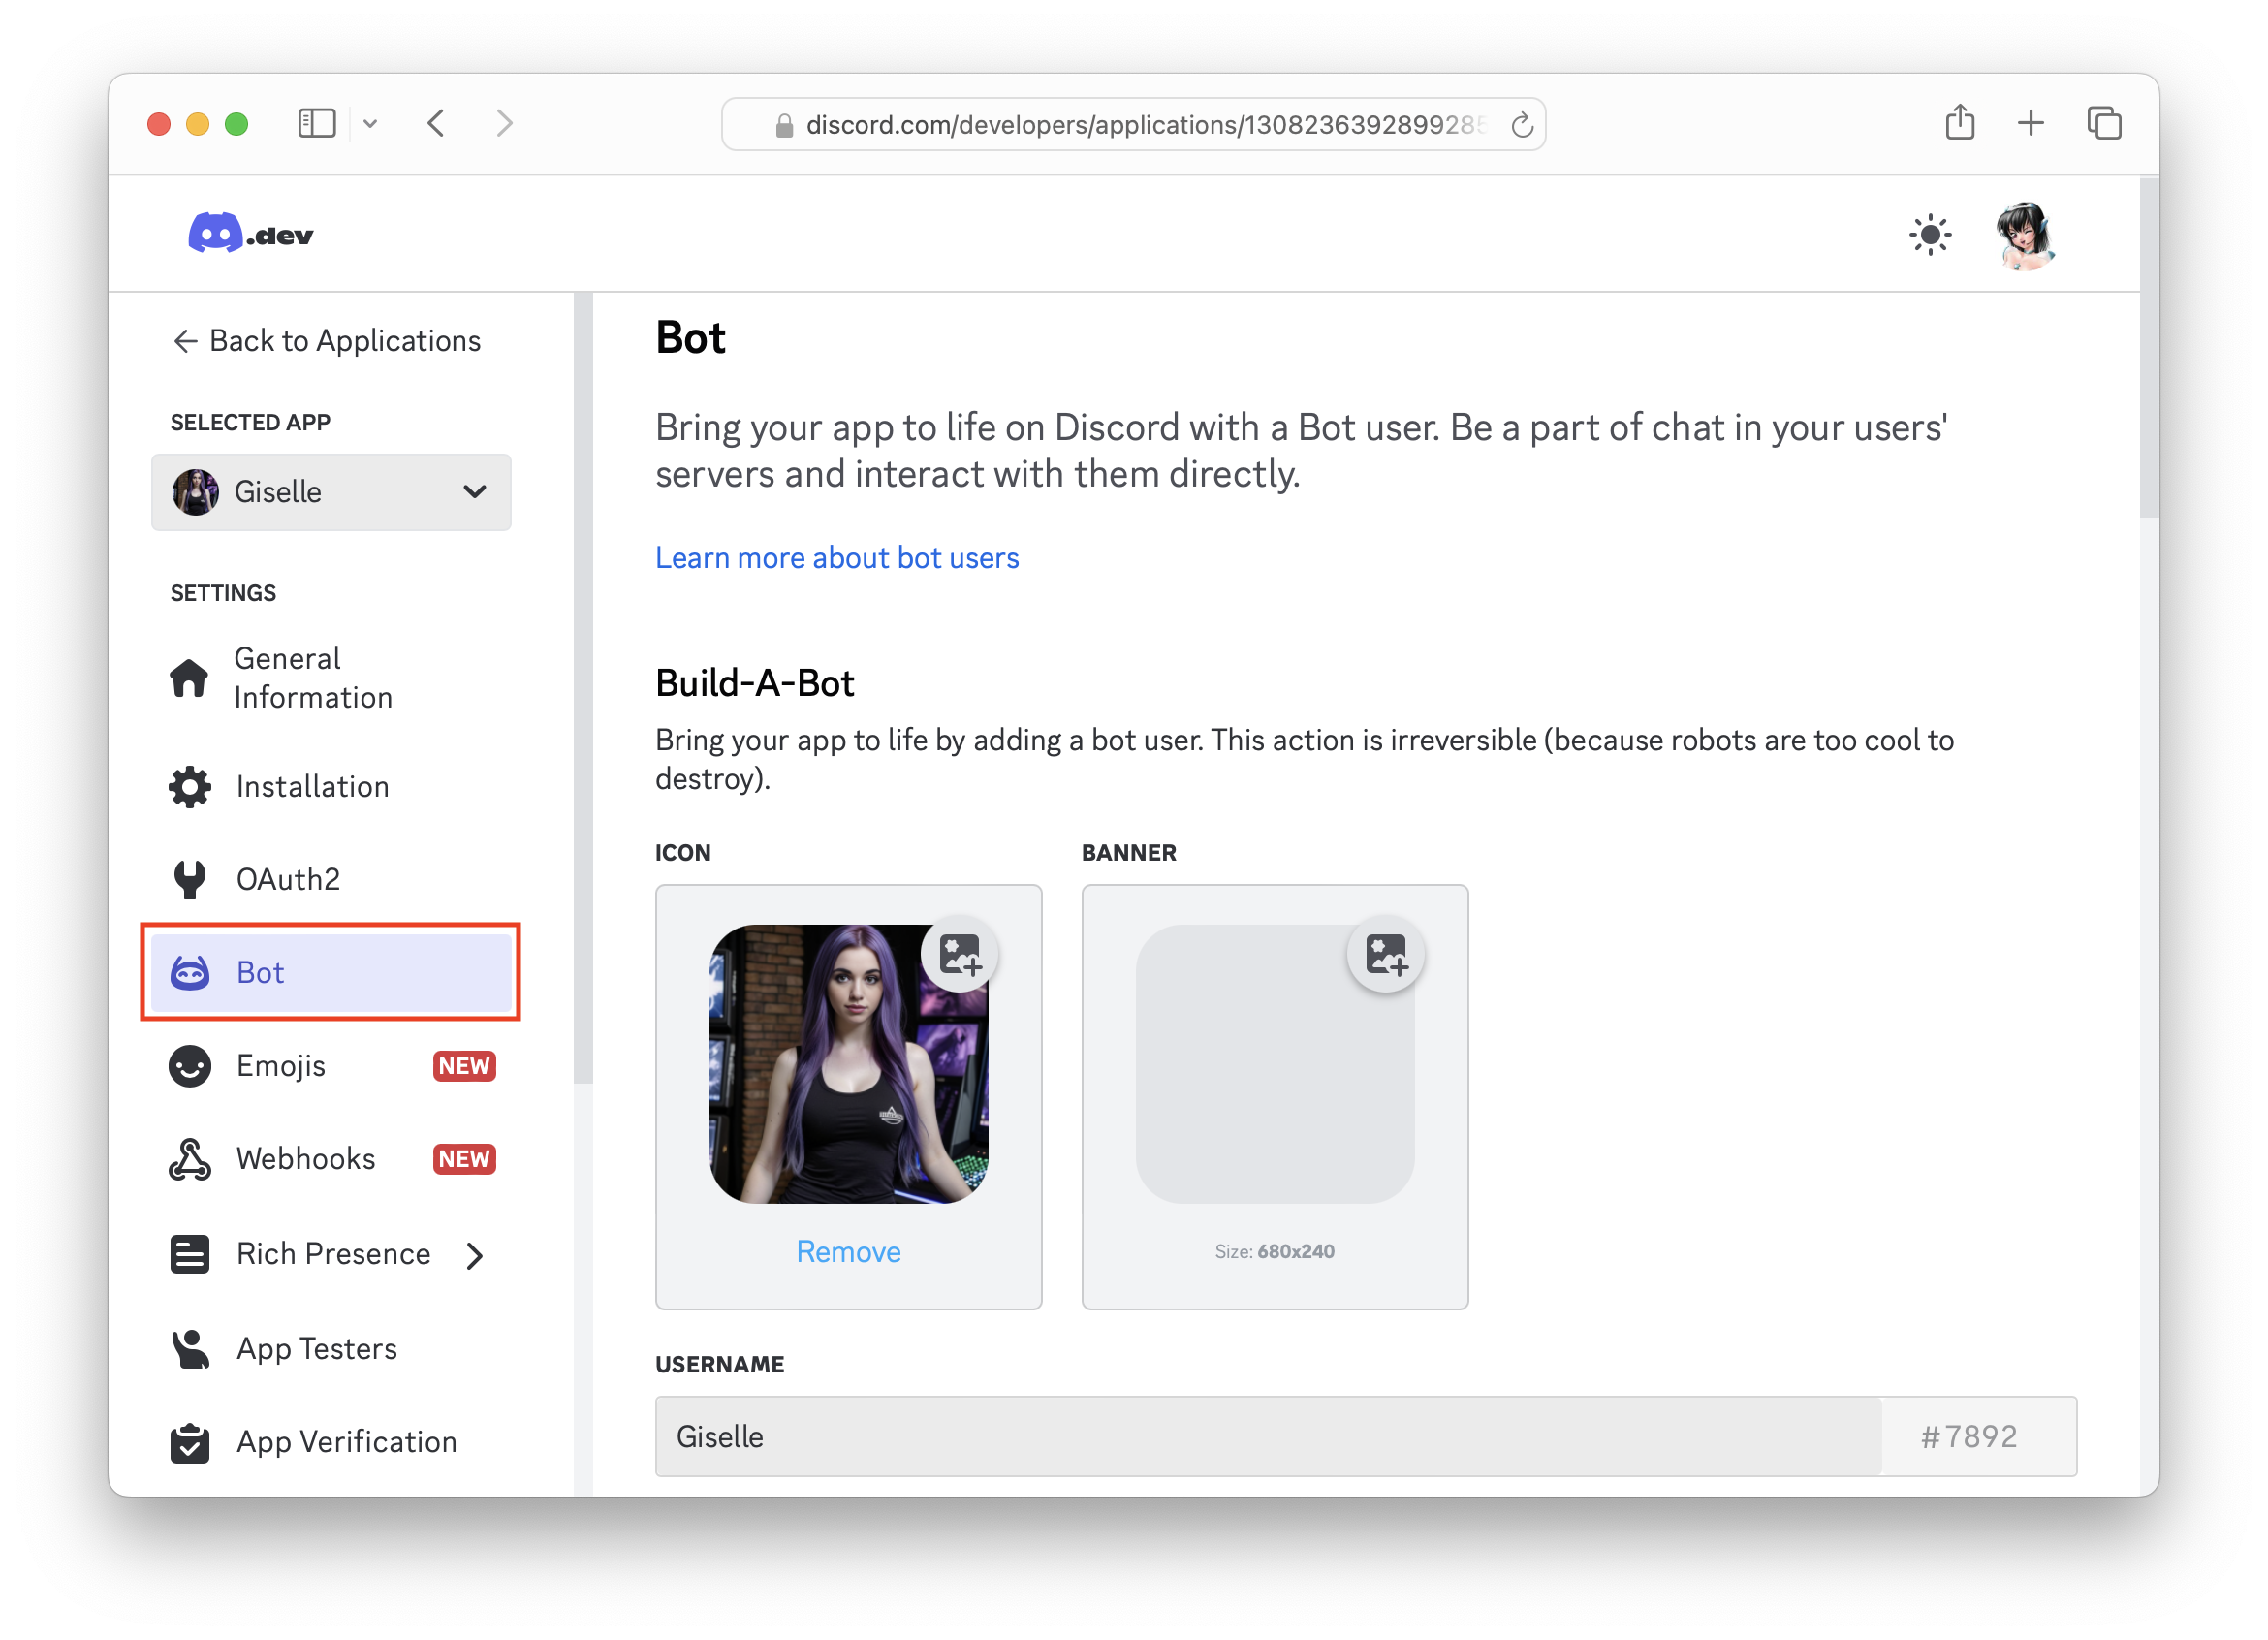 discord.com/developers/applications/130823639289928
.dev
Back to Applications
SELECTED APP
Giselle
SETTINGS
General
Information
Installation
OAuth2
Bot
Emojis NEW
Webhooks NEW
Rich Presence
App Testers
App Verification
Bot
Bring your app to life on Discord with a Bot user. Be a part of chat in your users'
servers and interact with them directly.
Learn more about bot users
Build-A-Bot
Bring your app to life by adding a bot user. This action is irreversible (because robots are too cool to
destroy).
ICON
BANNER
Remove
Size: 680x240
USERNAME
Giselle
#7892